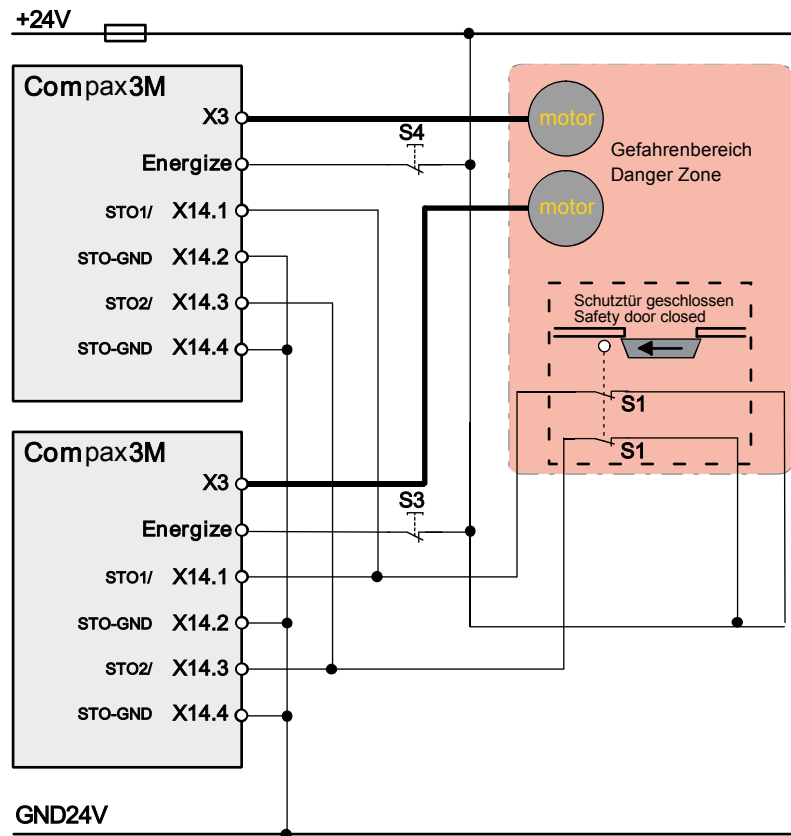 +24V
Compax3M
X3
S4
motor
Gefahrenbereich
Danger Zone
Energize
STO1/ X14.1
motor
STO-GND X14.2
STO2/ X14.3
STO-GND X14.4
Schutztür geschlossen
Safety door closed
S1
S1
Compax3M
X3
S3
Energize
STO1/ X14.1
STO-GND X14.2
STO2/ X14.3
STO-GND X14.4
GND24V